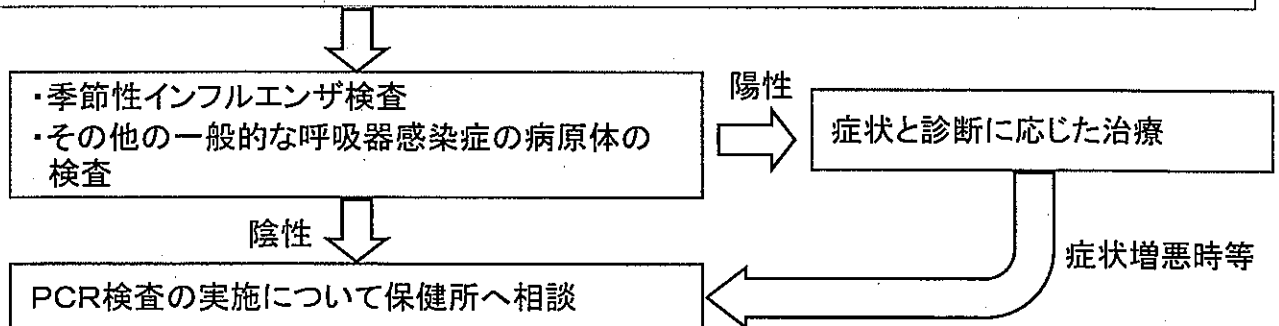 ・季節性インフルエンザ検査
・その他の一般的な呼吸器感染症の病原体の
検査
陽性
症状と診断に応じた治療
陰性
症状増悪時等
PCR検査の実施について保健所へ相談